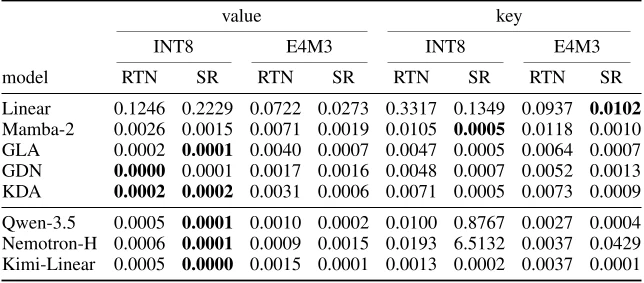 value key
INT8 E4M3 INT8 E4M3
model RTN SR RTN SR RTN SR RTN SR
Linear 0.1246 0.2229 0.0722 0.0273 0.3317 0.1349 0.0937 0.0102
Mamba-2 0.0026 0.0015 0.0071 0.0019 0.0105 0.0005 0.0118 0.0010
GLA 0.0002 0.0001 0.0040 0.0007 0.0047 0.0005 0.0064 0.0007
GDN 0.0000 0.0001 0.0017 0.0016 0.0048 0.0007 0.0052 0.0013
KDA 0.0002 0.0002 0.0031 0.0006 0.0071 0.0005 0.0073 0.0009
Qwen-3.5 0.0005 0.0001 0.0010 0.0002 0.0100 0.8767 0.0027 0.0004
Nemotron-H 0.0006 0.0001 0.0009 0.0015 0.0193 6.5132 0.0037 0.0429
Kimi-Linear 0.0005 0.0000 0.0015 0.0001 0.0013 0.0002 0.0037 0.0001